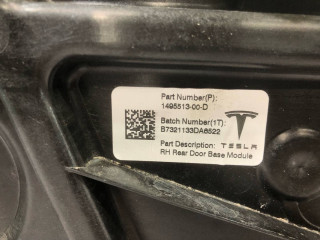 Part Number(P):
1495513-00-D
Batch Number(1T):
B7321133DA6522
Part Description: TESLA
RH Rear Door Base Module